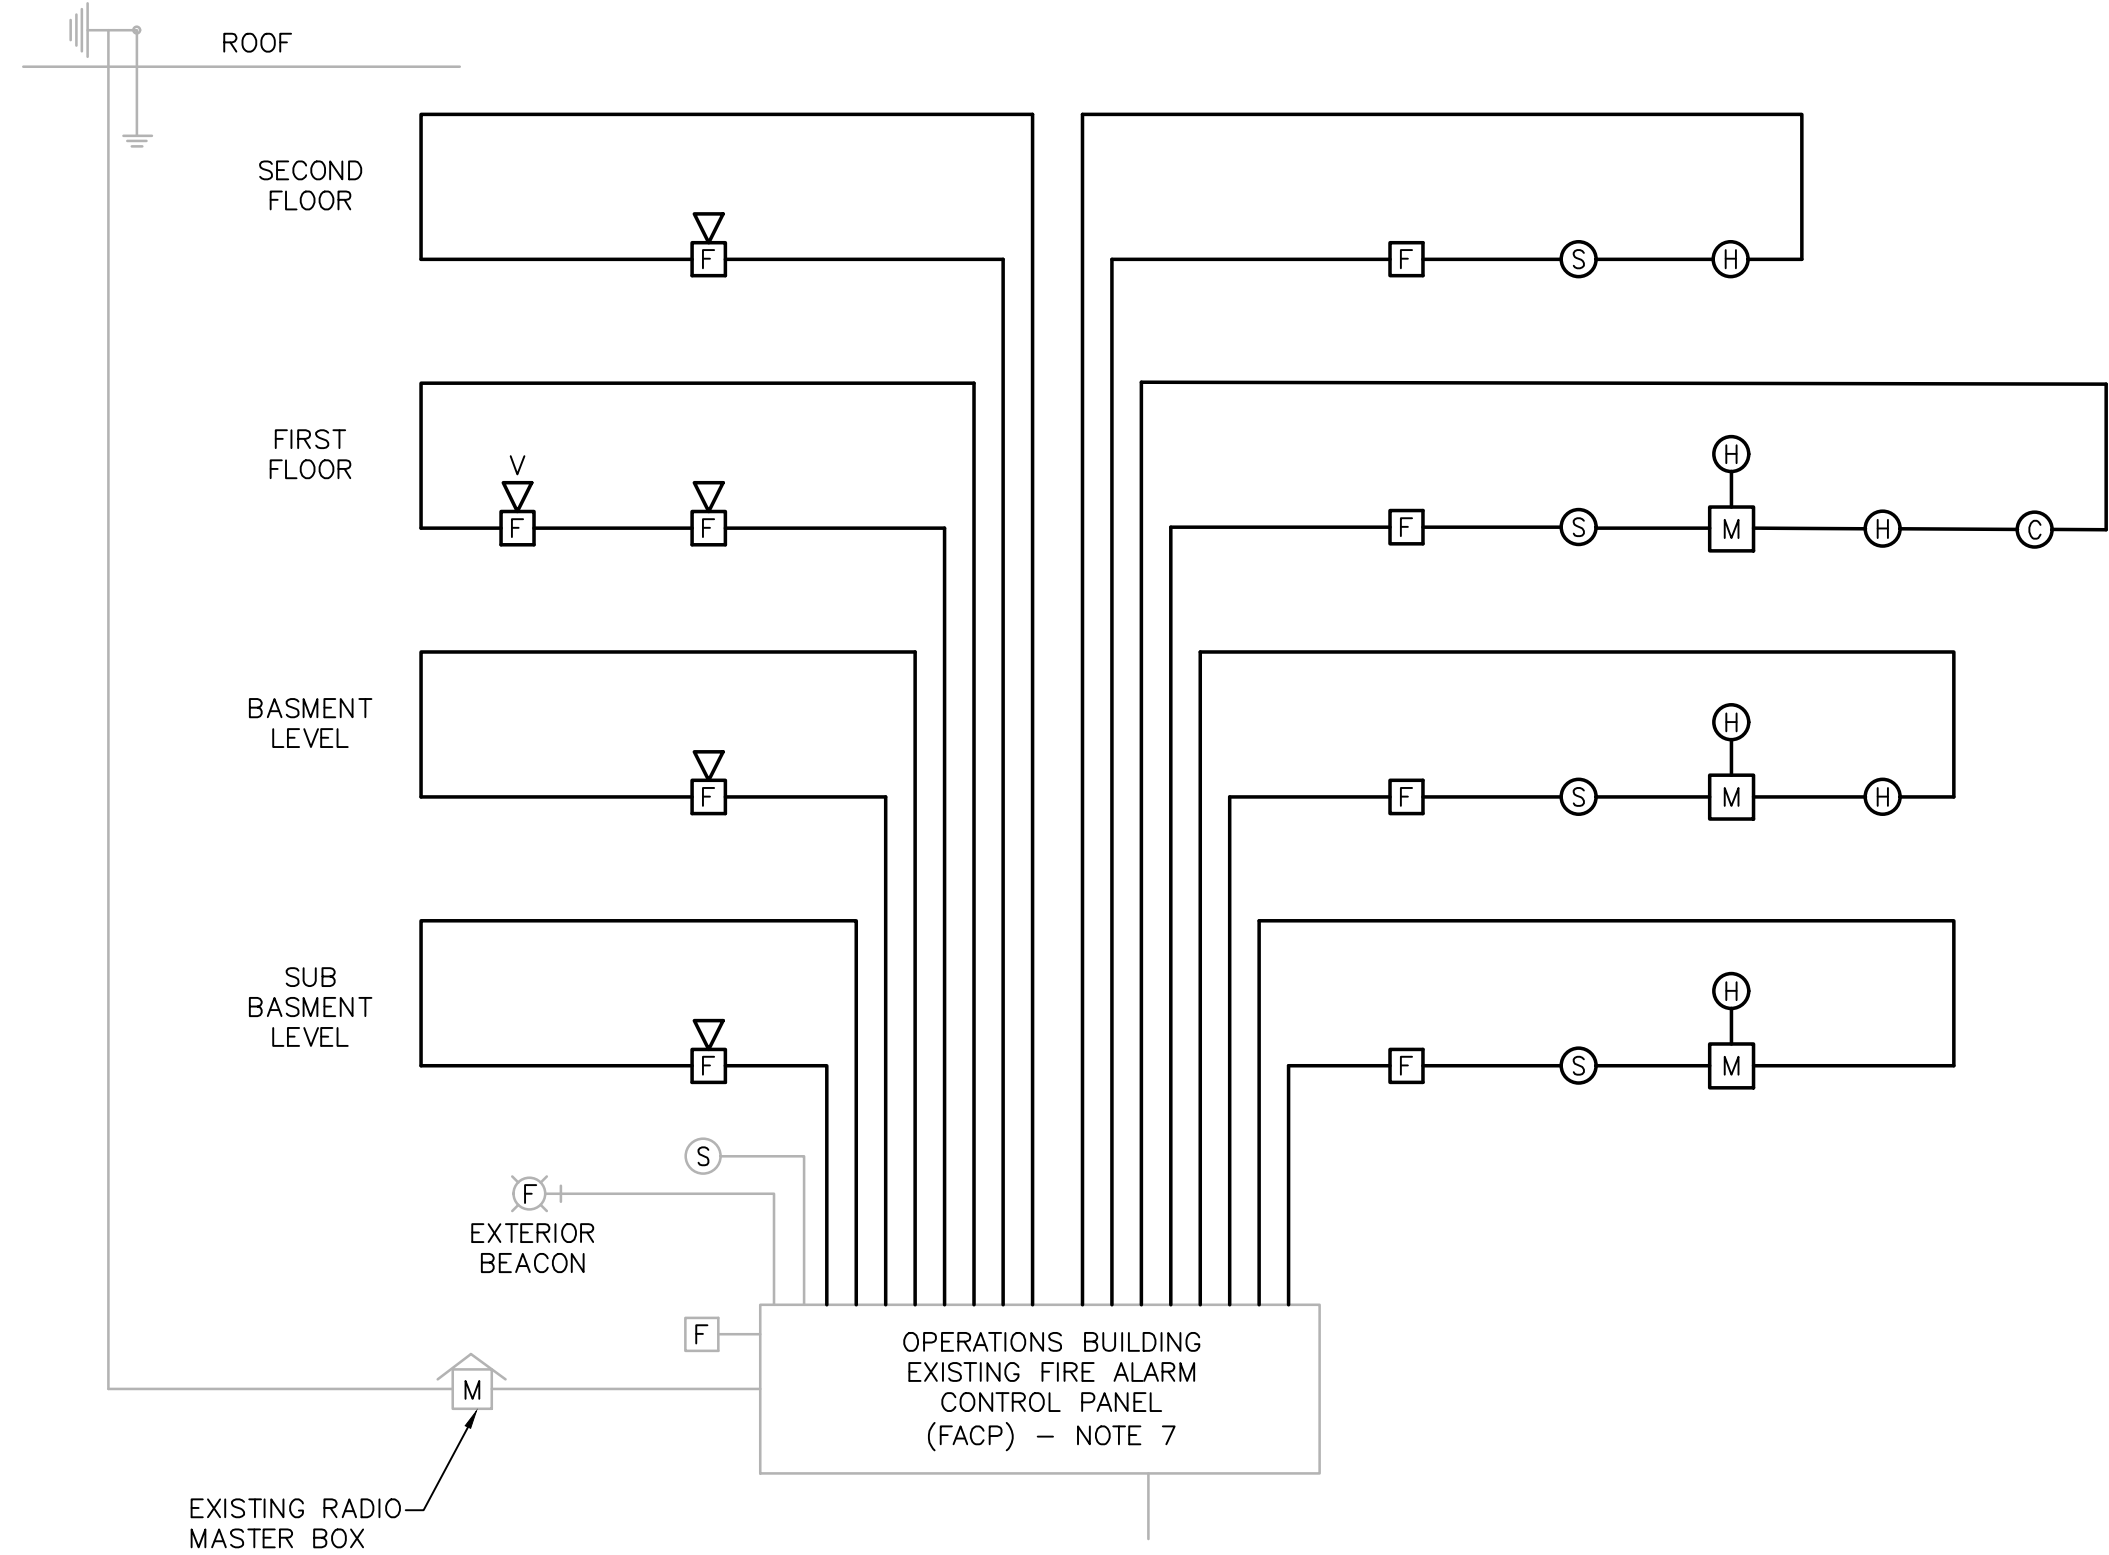 ROOF
SECOND
FLOOR
F
F
S
H
FIRST
FLOOR
V
F
F
F
S
H
M
H
C
BASMENT
LEVEL
F
F
S
H
M
H
SUB
BASMENT
LEVEL
F
F
S
H
M
S
F
EXTERIOR
BEACON
F
M
OPERATIONS BUILDING
EXISTING FIRE ALARM
CONTROL PANEL
(FACP) – NOTE 7
EXISTING RADIO
MASTER BOX